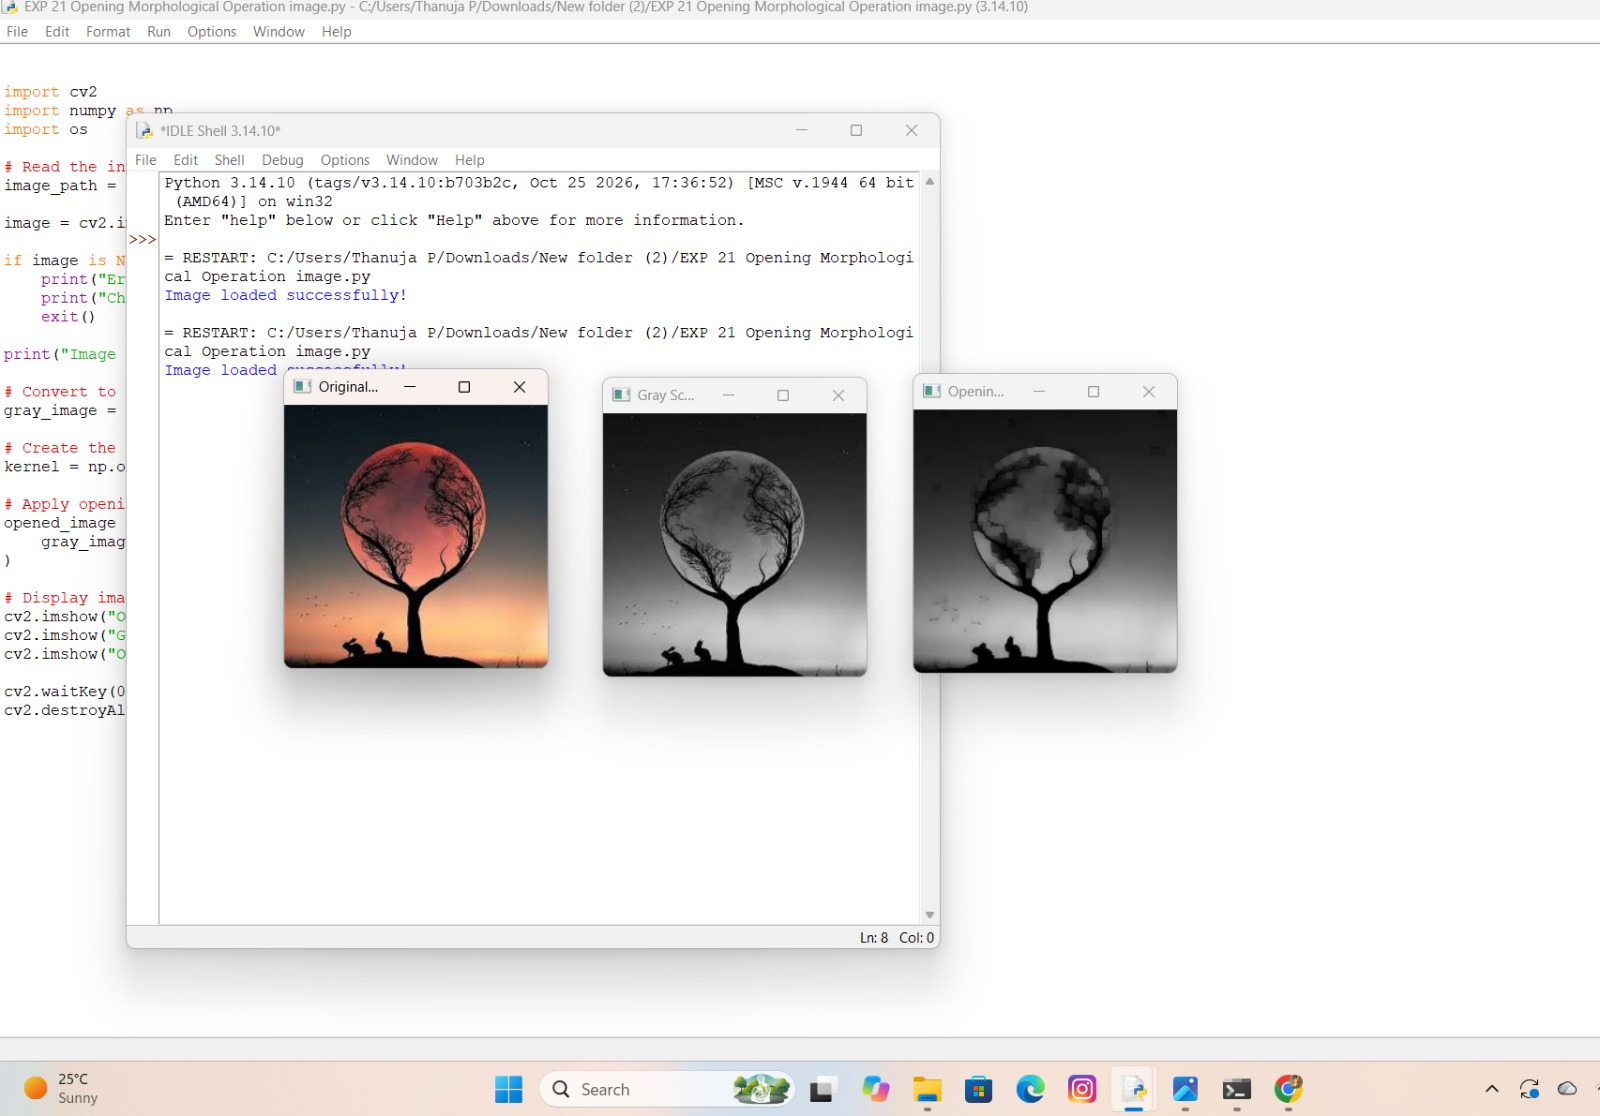 EXP 21 Opening Morphological Operation image.py - C:/Users/Thanuja P/Downloads/New folder (2)/EXP 21 Opening Morphological Operation image.py (3.14.10)
File Edit Format Run Options Window Help
import cv2
import numpy as np
import os
# Read the in
image_path =
image = cv2.i
if image is N
print("Er
print("Ch
exit()
print("Image
# Convert to
gray_image =
# Create the
kernel = np.o
# Apply openi
opened_image
gray_imag
)
# Display ima
cv2.imshow("O
cv2.imshow("G
cv2.imshow("O
cv2.waitKey(0
cv2.destroyAl
*IDLE Shell 3.14.10*
File Edit Shell Debug Options Window Help
Python 3.14.10 (tags/v3.14.10:b703b2c, Oct 25 2026, 17:36:52) [MSC v.1944 64 bit
(AMD64)] on win32
Enter "help" below or click "Help" above for more information.
>>>
= RESTART: C:/Users/Thanuja P/Downloads/New folder (2)/EXP 21 Opening Morphologi
cal Operation image.py
Image loaded successfully!
= RESTART: C:/Users/Thanuja P/Downloads/New folder (2)/EXP 21 Opening Morphologi
cal Operation image.py
Image loaded successfully!
Original...
Gray Sc...
Openin...
Ln: 8 Col: 0
25°C
Sunny
Search